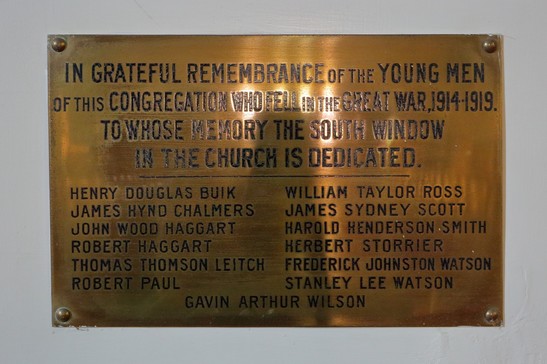 IN GRATEFUL REMEMBRANCE OF THE YOUNG MEN
OF THIS CONGREGATION WHO FELL IN THE GREAT WAR, 1914-1919.
TO WHOSE MEMORY THE SOUTH WINDOW
IN THE CHURCH IS DEDICATED.
HENRY DOUGLAS BUIK
JAMES HYND CHALMERS
JOHN WOOD HAGGART
ROBERT HAGGART
THOMAS THOMSON LEITCH
ROBERT PAUL
WILLIAM TAYLOR ROSS
JAMES SYDNEY SCOTT
HAROLD HENDERSON-SMITH
HERBERT STORRIER
FREDERICK JOHNSTON WATSON
STANLEY LEE WATSON
GAVIN ARTHUR WILSON